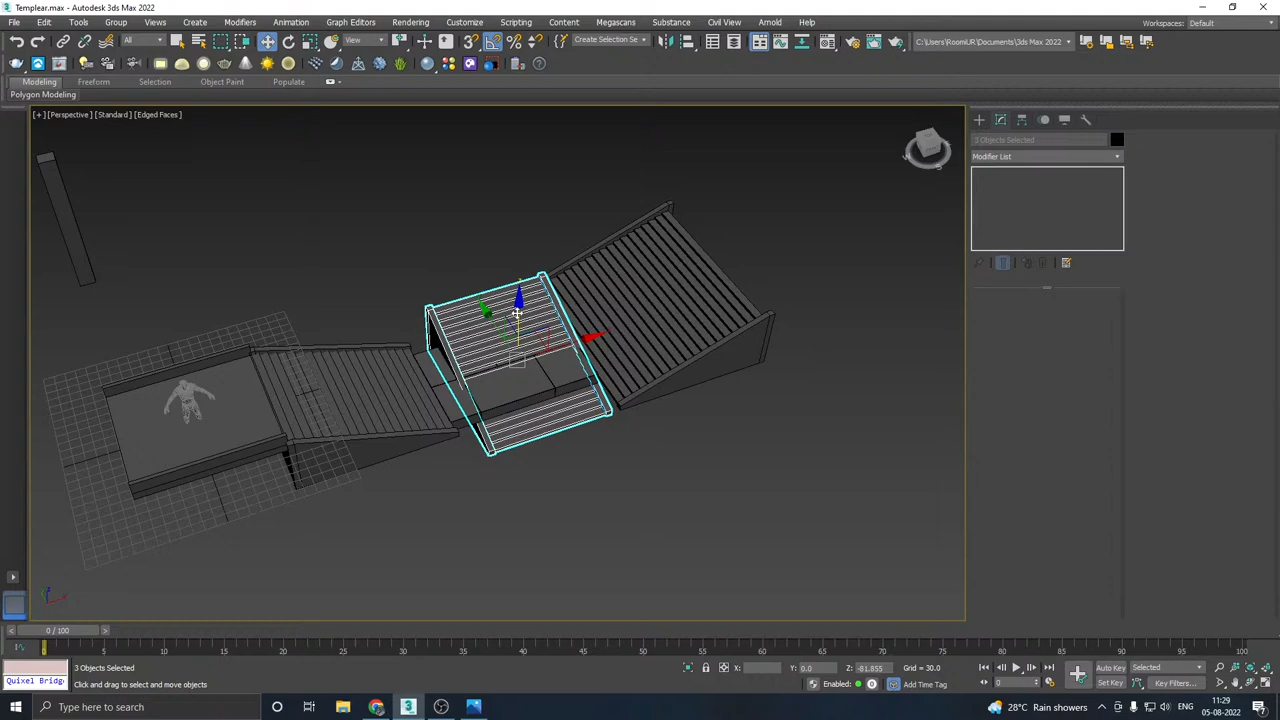 Templear.max - Autodesk 3ds Max 2022
File Edit Tools Group Views Create Modifiers Animation Graph Editors Rendering Customize Scripting Content Megascans Substance Civil View Arnold Help
Workspaces: Default
All View Create Selection Se C:\Users\RoomUR\Documents\3ds Max 2022
Modeling Freeform Selection Object Paint Populate
Polygon Modeling
[+] [Perspective] [Standard] [Edged Faces]
3 Objects Selected
Modifier List
0 / 100
0 5 10 15 20 25 30 35 40 45 50 55 60 65 70 75 80 85 90 95 100
3 Objects Selected X: Y: 0.0 Z: -81.855 Grid = 30.0 Auto Key Selected
Quixel Bridg Click and drag to select and move objects Enabled: Add Time Tag 0 Set Key Key Filters...
Type here to search 28°C Rain showers 11:29
05-08-2022